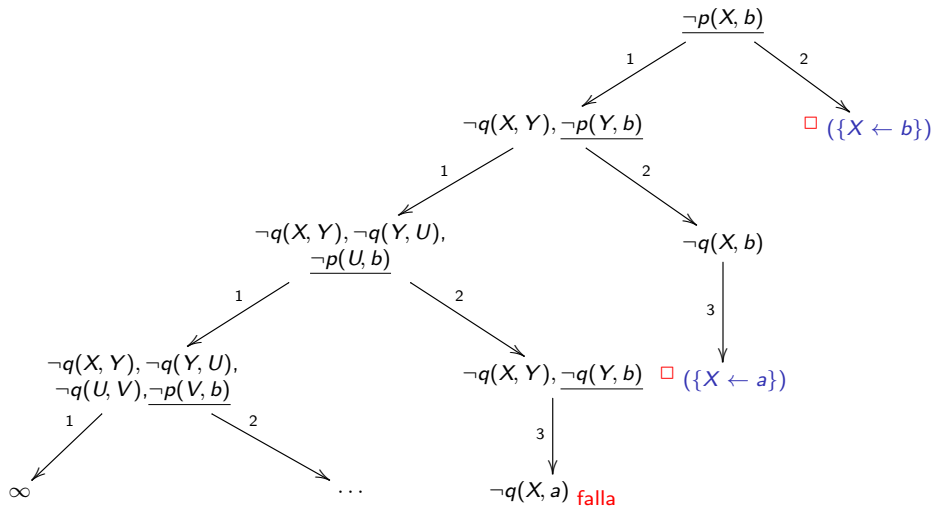 ¬p(X, b)
1
2
¬q(X, Y), ¬p(Y, b)
□ ({X ← b})
1
2
¬q(X, Y), ¬q(Y, U),
¬p(U, b)
¬q(X, b)
1
2
3
¬q(X, Y), ¬q(Y, U),
¬q(U, V),¬p(V, b)
¬q(X, Y), ¬q(Y, b)
□ ({X ← a})
1
2
3
∞
· · ·
¬q(X, a) falla